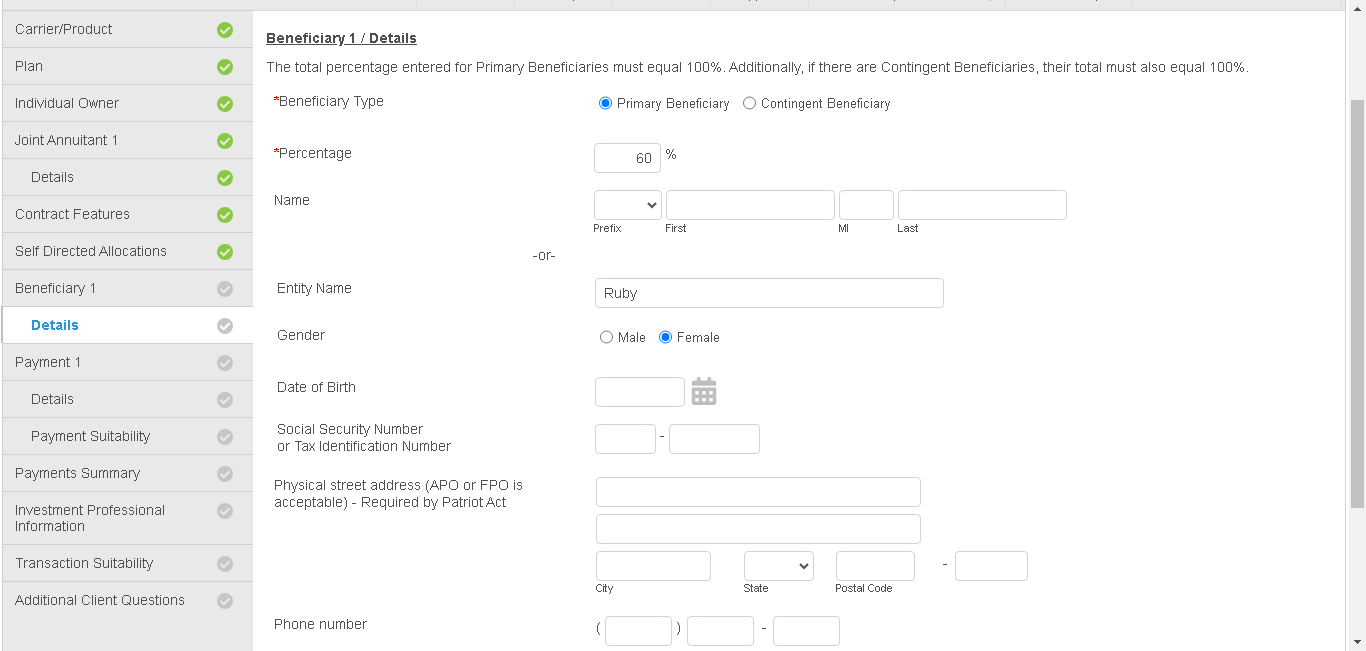 Carrier/Product
Plan
Individual Owner
Joint Annuitant 1
Details
Contract Features
Self Directed Allocations
Beneficiary 1
Details
Payment 1
Details
Payment Suitability
Payments Summary
Investment Professional
Information
Transaction Suitability
Additional Client Questions
Beneficiary 1 / Details
The total percentage entered for Primary Beneficiaries must equal 100%. Additionally, if there are Contingent Beneficiaries, their total must also equal 100%.
*Beneficiary Type Primary Beneficiary Contingent Beneficiary
*Percentage 60 %
Name
Prefix First MI Last
-or-
Entity Name Ruby
Gender Male Female
Date of Birth
Social Security Number
or Tax Identification Number -
Physical street address (APO or FPO is
acceptable) - Required by Patriot Act
-
City State Postal Code
Phone number ( ) -